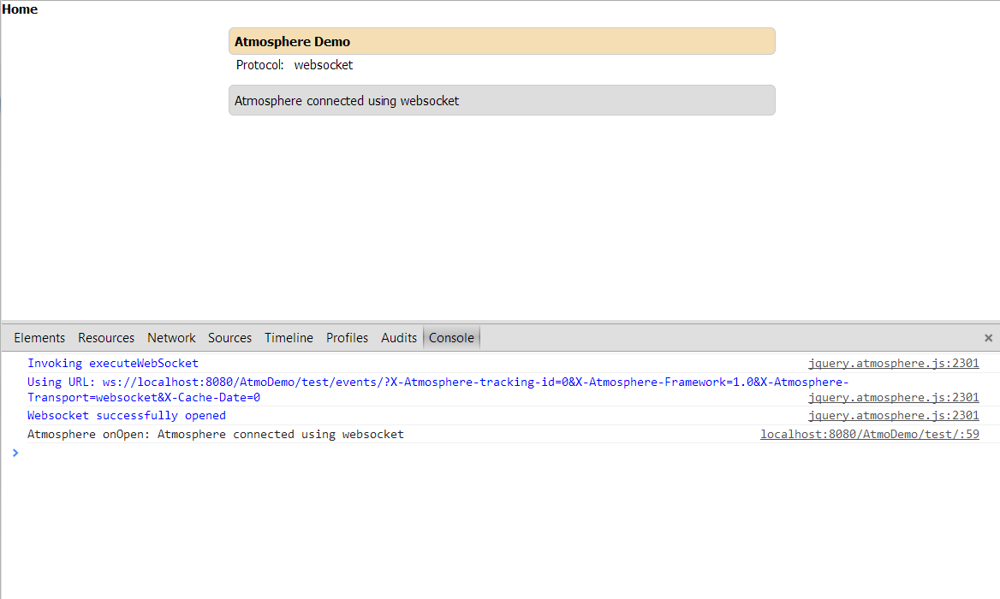 Home
Atmosphere Demo
Protocol: websocket
Atmosphere connected using websocket
Elements Resources Network Sources Timeline Profiles Audits Console ×
Invoking executeWebSocket jquery.atmosphere.js:2301
Using URL: ws://localhost:8080/AtmoDemo/test/events/?X-Atmosphere-tracking-id=0&X-Atmosphere-Framework=1.0&X-Atmosphere-
Transport=websocket&X-Cache-Date=0 jquery.atmosphere.js:2301
Websocket successfully opened jquery.atmosphere.js:2301
Atmosphere onOpen: Atmosphere connected using websocket localhost:8080/AtmoDemo/test/:59
>